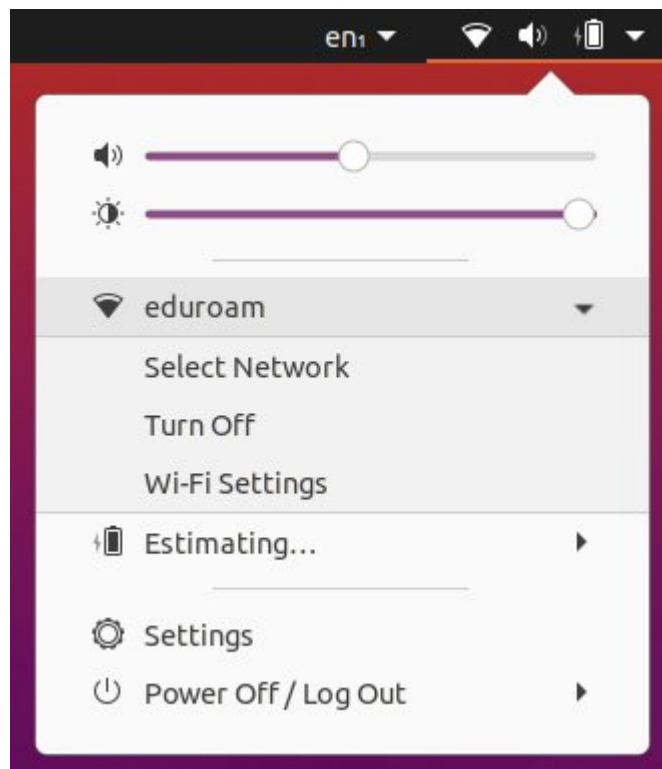 en₁
eduroam
Select Network
Turn Off
Wi-Fi Settings
Estimating…
Settings
Power Off / Log Out